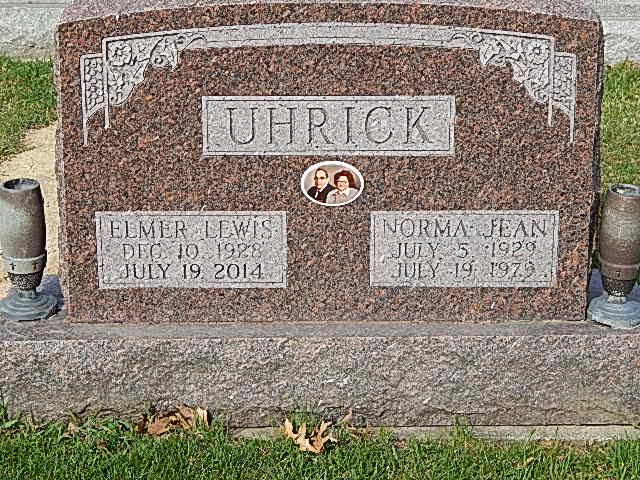 UHRICK
ELMER LEWIS
DEC. 10, 1928
JULY 19, 2014
NORMA JEAN
JULY 5, 1929
JULY 19, 1979